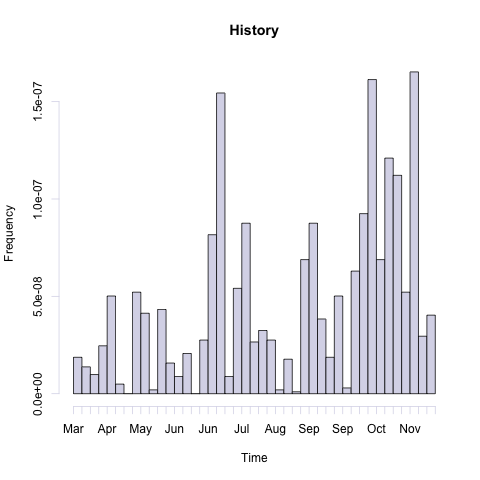 History
Frequency
1.5e-07
1.0e-07
5.0e-08
0.0e+00
Mar Apr May Jun Jun Jul Aug Sep Sep Oct Nov
Time